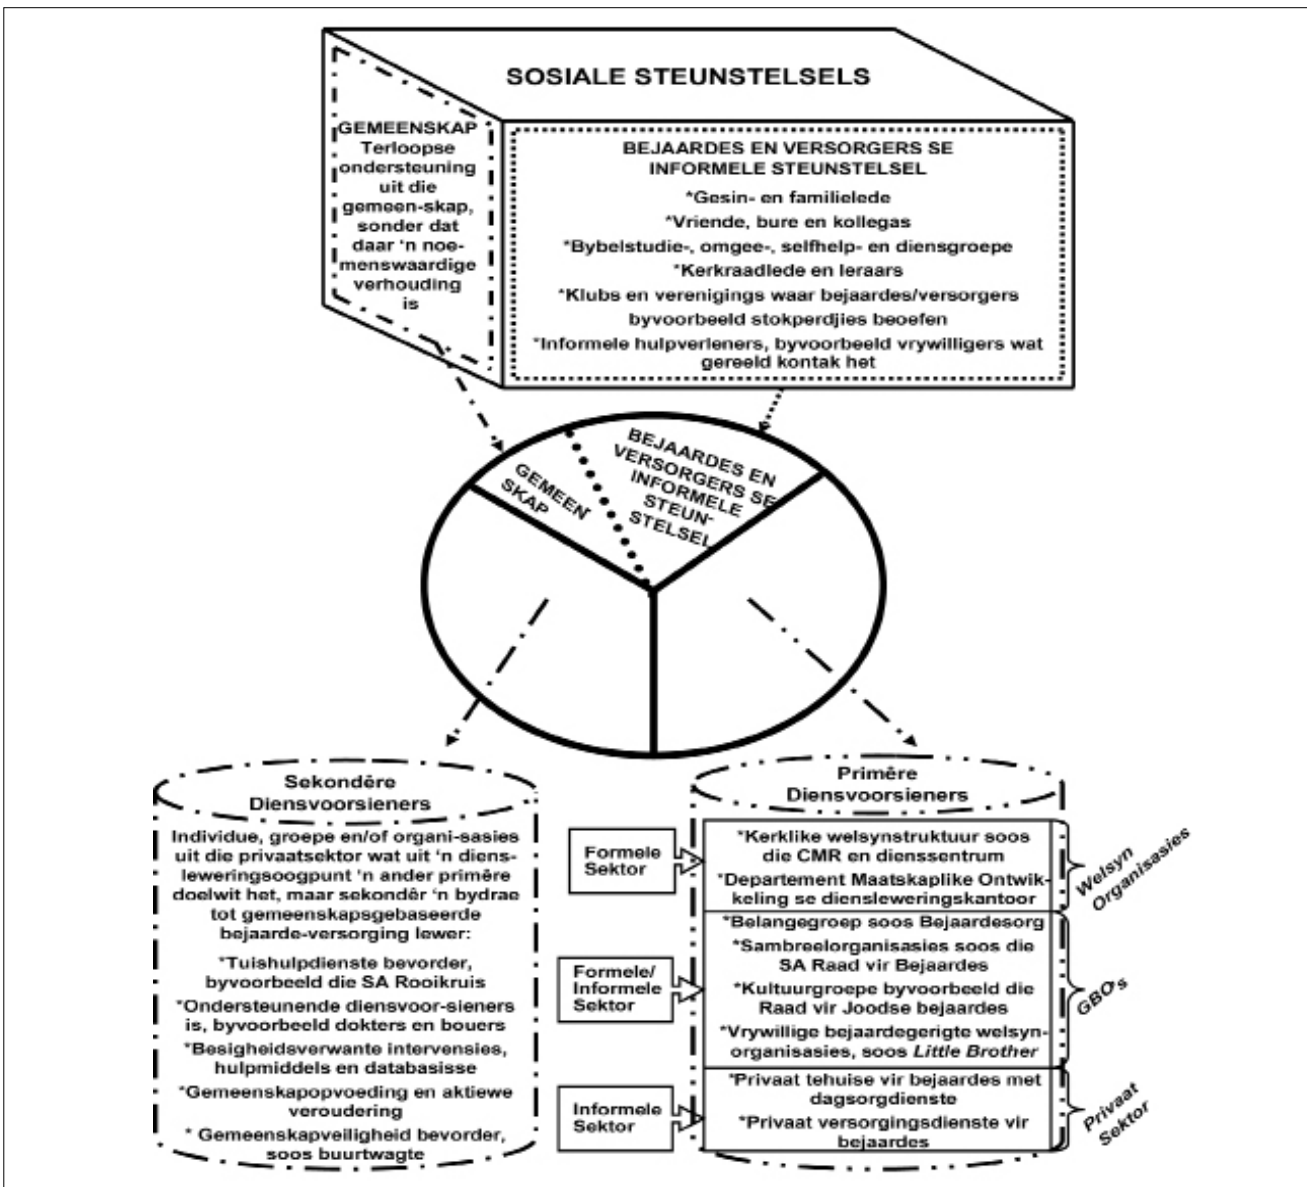 SOSIALE STEUNSTELSELS
GEMEENSKAP
Terloopse
ondersteuning
uit die
gemeen-skap,
sonder dat
daar ‘n noe-
menswaardige
verhouding
is
BEJAARDES EN VERSORGERS SE
INFORMELE STEUNSTELSEL
*Gesin- en familielede
*Vriende, bure en kollegas
*Bybelstudie-, omgee-, selfhelp- en diensgroepe
*Kerkraadlede en leraars
*Klubs en verenigings waar bejaardes/versorgers
byvoorbeeld stokperdjies beoefen
*Informele hulpverleners, byvoorbeeld vrywilligers wat
gereeld kontak het
GEMEEN
SKAP
BEJAARDES EN
VERSORGERS SE
INFORMELE
STEUN-
STELSEL
Sekondêre
Diensvoorsieners
Individue, groepe en/of organi-sasies
uit die privaatsektor wat uit ‘n diens-
leweringsoogpunt ‘n ander primêre
doelwit het, maar sekondêr ‘n bydrae
tot gemeenskapsgebaseerde
bejaarde-versorging lewer:
*Tuishulpdienste bevorder,
byvoorbeeld die SA Rooikruis
*Ondersteunende diensvoor-sieners
is, byvoorbeeld dokters en bouers
*Besigheidsverwante intervensies,
hulpmiddels en databasisse
*Gemeenskapopvoeding en aktiewe
veroudering
* Gemeenskapveiligheid bevorder,
soos buurtwagte
Primêre
Diensvoorsieners
Formele
Sektor
*Kerklike welsynstruktuur soos
die CMR en dienssentrum
*Departement Maatskaplike Ontwik-
keling se diensleweringskantoor
Welsyn
Organisasies
Formele/
Informele
Sektor
*Belangegroep soos Bejaardesorg
*Sambreelorganisasies soos die
SA Raad vir Bejaardes
*Kultuurgroepe byvoorbeeld die
Raad vir Joodse bejaardes
*Vrywillige bejaardegerigte welsyn-
organisasies, soos Little Brother
GBO's
Informele
Sektor
*Privaat tehuise vir bejaardes met
dagsorgdienste
*Privaat versorgingsdienste vir
bejaardes
Privaat
Sektor